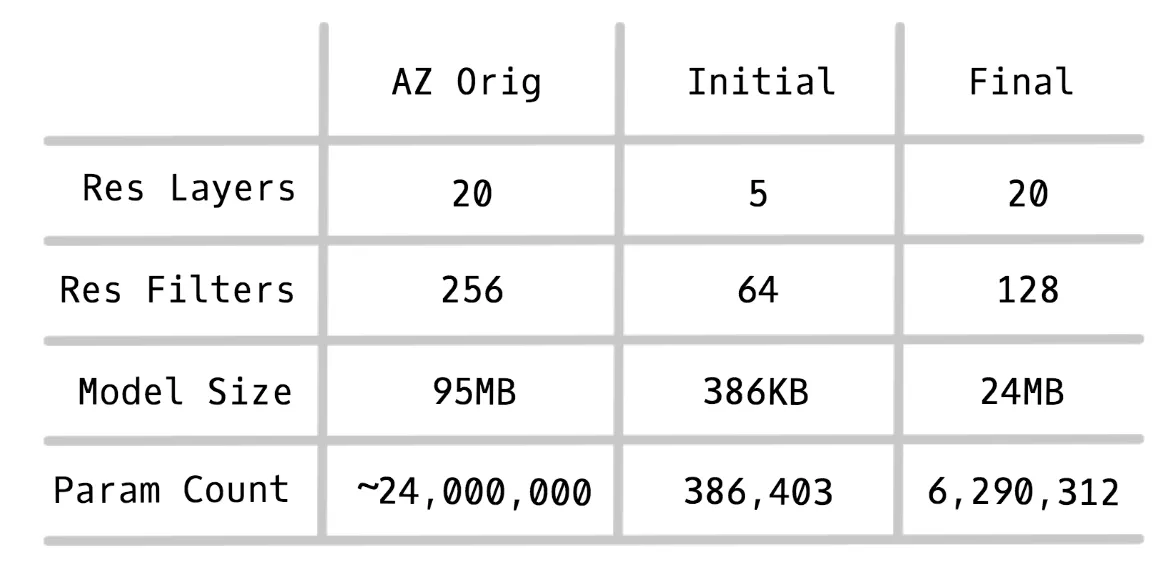 AZ Orig Initial Final
Res Layers 20 5 20
Res Filters 256 64 128
Model Size 95MB 386KB 24MB
Param Count ~24,000,000 386,403 6,290,312